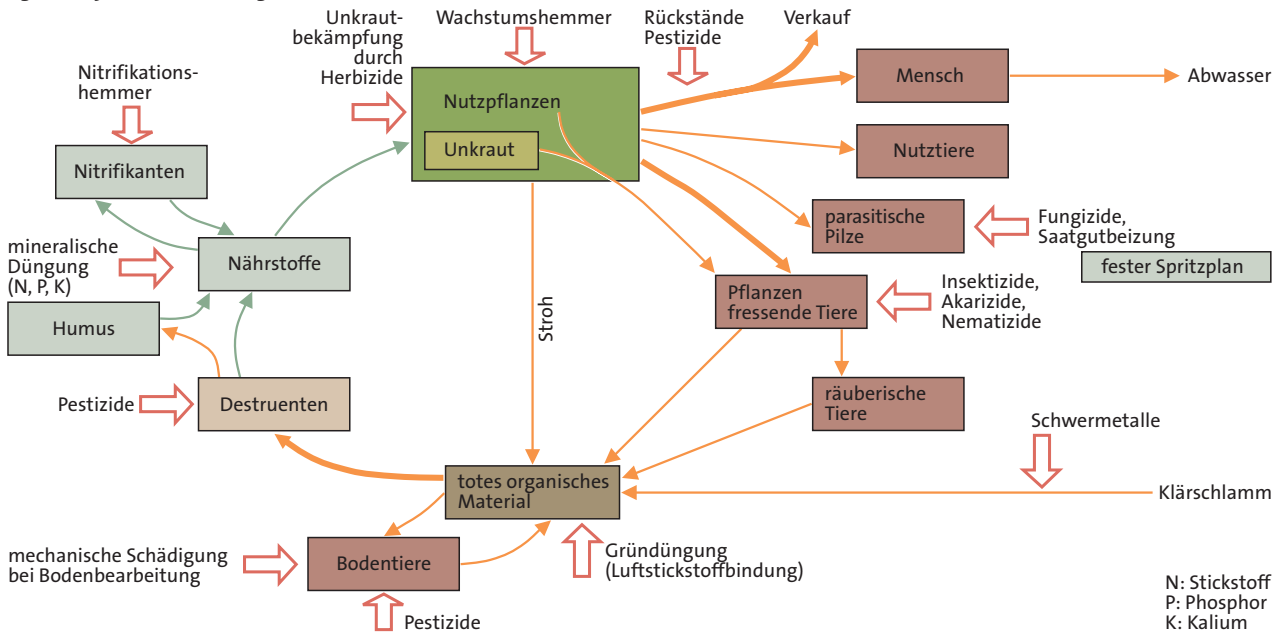 Unkraut-
bekämpfung
durch
Herbizide
Wachstumshemmer
Rückstände
Pestizide
Verkauf
Mensch
Abwasser
Nitrifikations-
hemmer
Nutzpflanzen
Unkraut
Nutztiere
Nitrifikanten
parasitische
Pilze
Fungizide,
Saatgutbeizung
fester Spritzplan
mineralische
Düngung
(N, P, K)
Nährstoffe
Pflanzen
fressende Tiere
Insektizide,
Akarizide,
Nematizide
Humus
Stroh
Pestizide
Destruenten
räuberische
Tiere
Schwermetalle
totes organisches
Material
Klärschlamm
mechanische Schädigung
bei Bodenbearbeitung
Bodentiere
Gründüngung
(Luftstickstoffbindung)
Pestizide
N: Stickstoff
P: Phosphor
K: Kalium